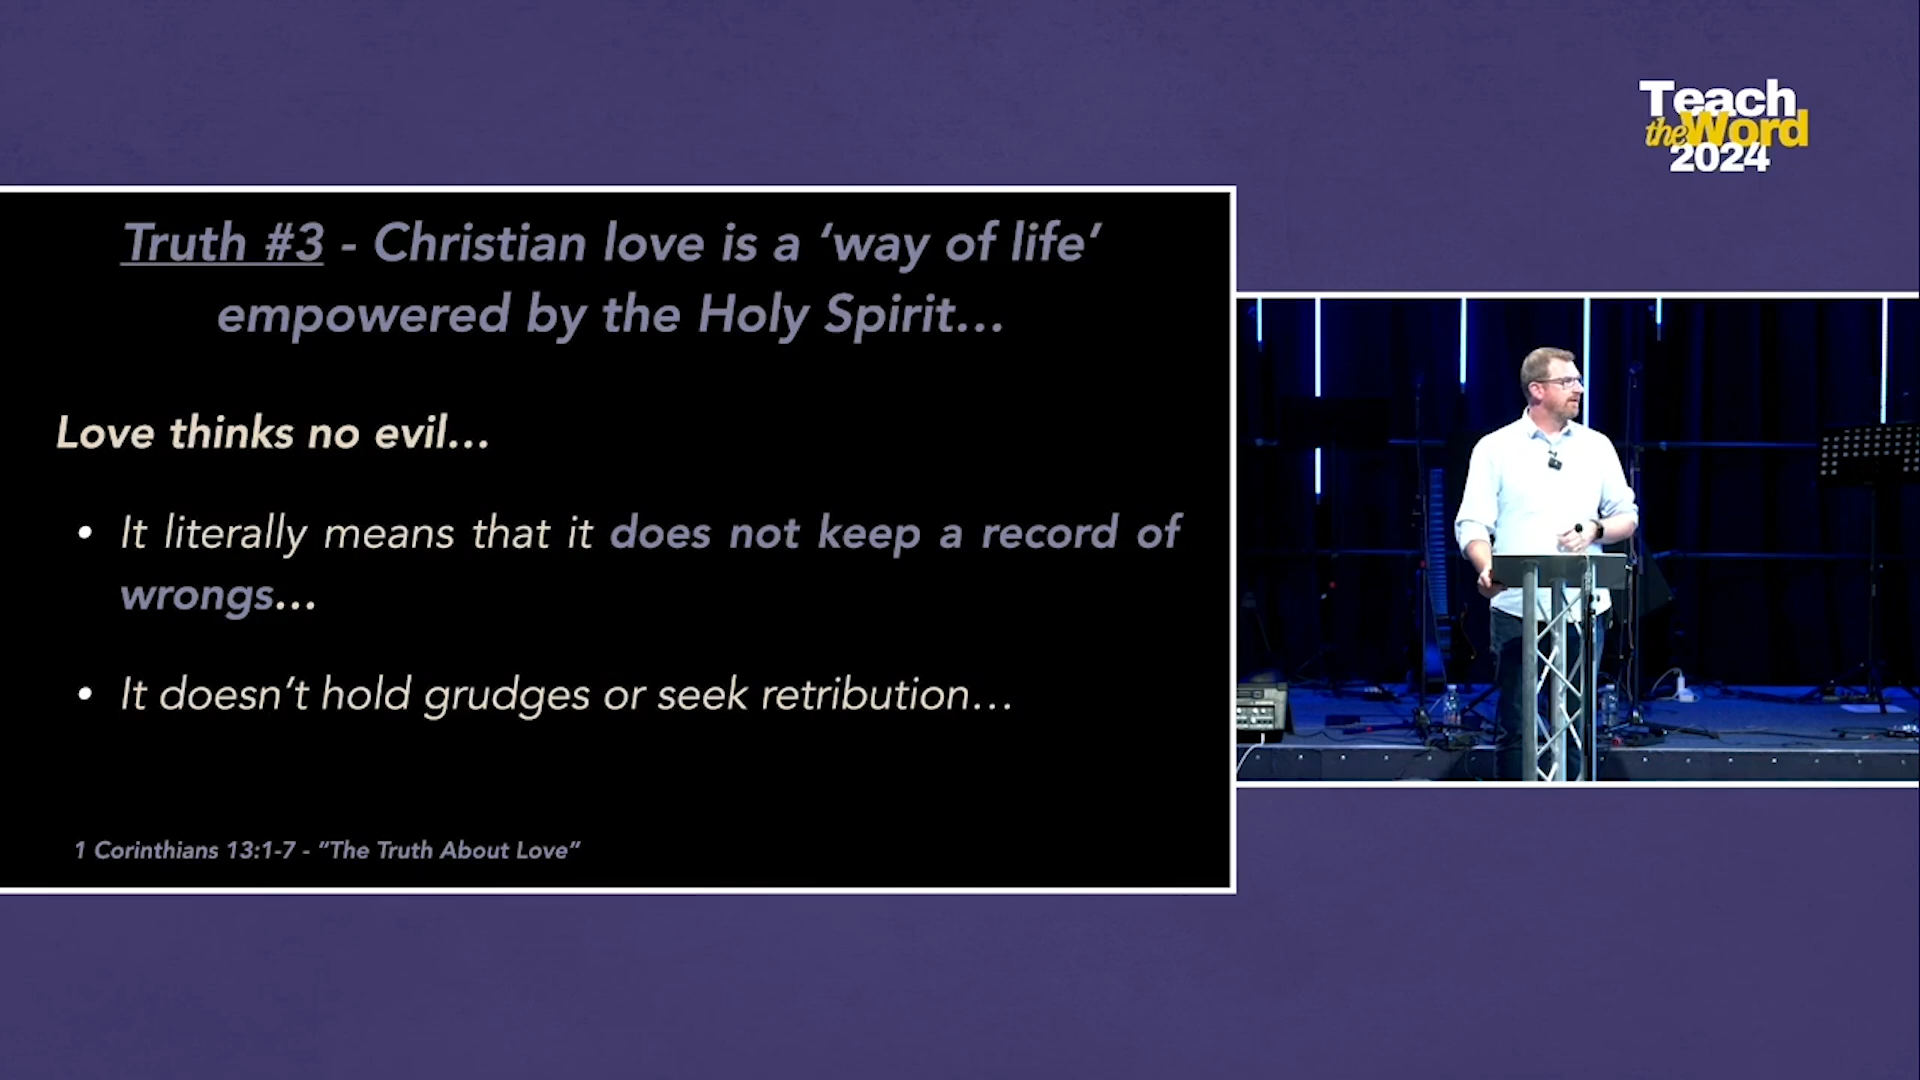 Teach
the Word
2024
Truth #3 - Christian love is a ‘way of life’
empowered by the Holy Spirit…
Love thinks no evil…
• It literally means that it does not keep a record of
wrongs…
• It doesn’t hold grudges or seek retribution…
1 Corinthians 13:1-7 - “The Truth About Love”